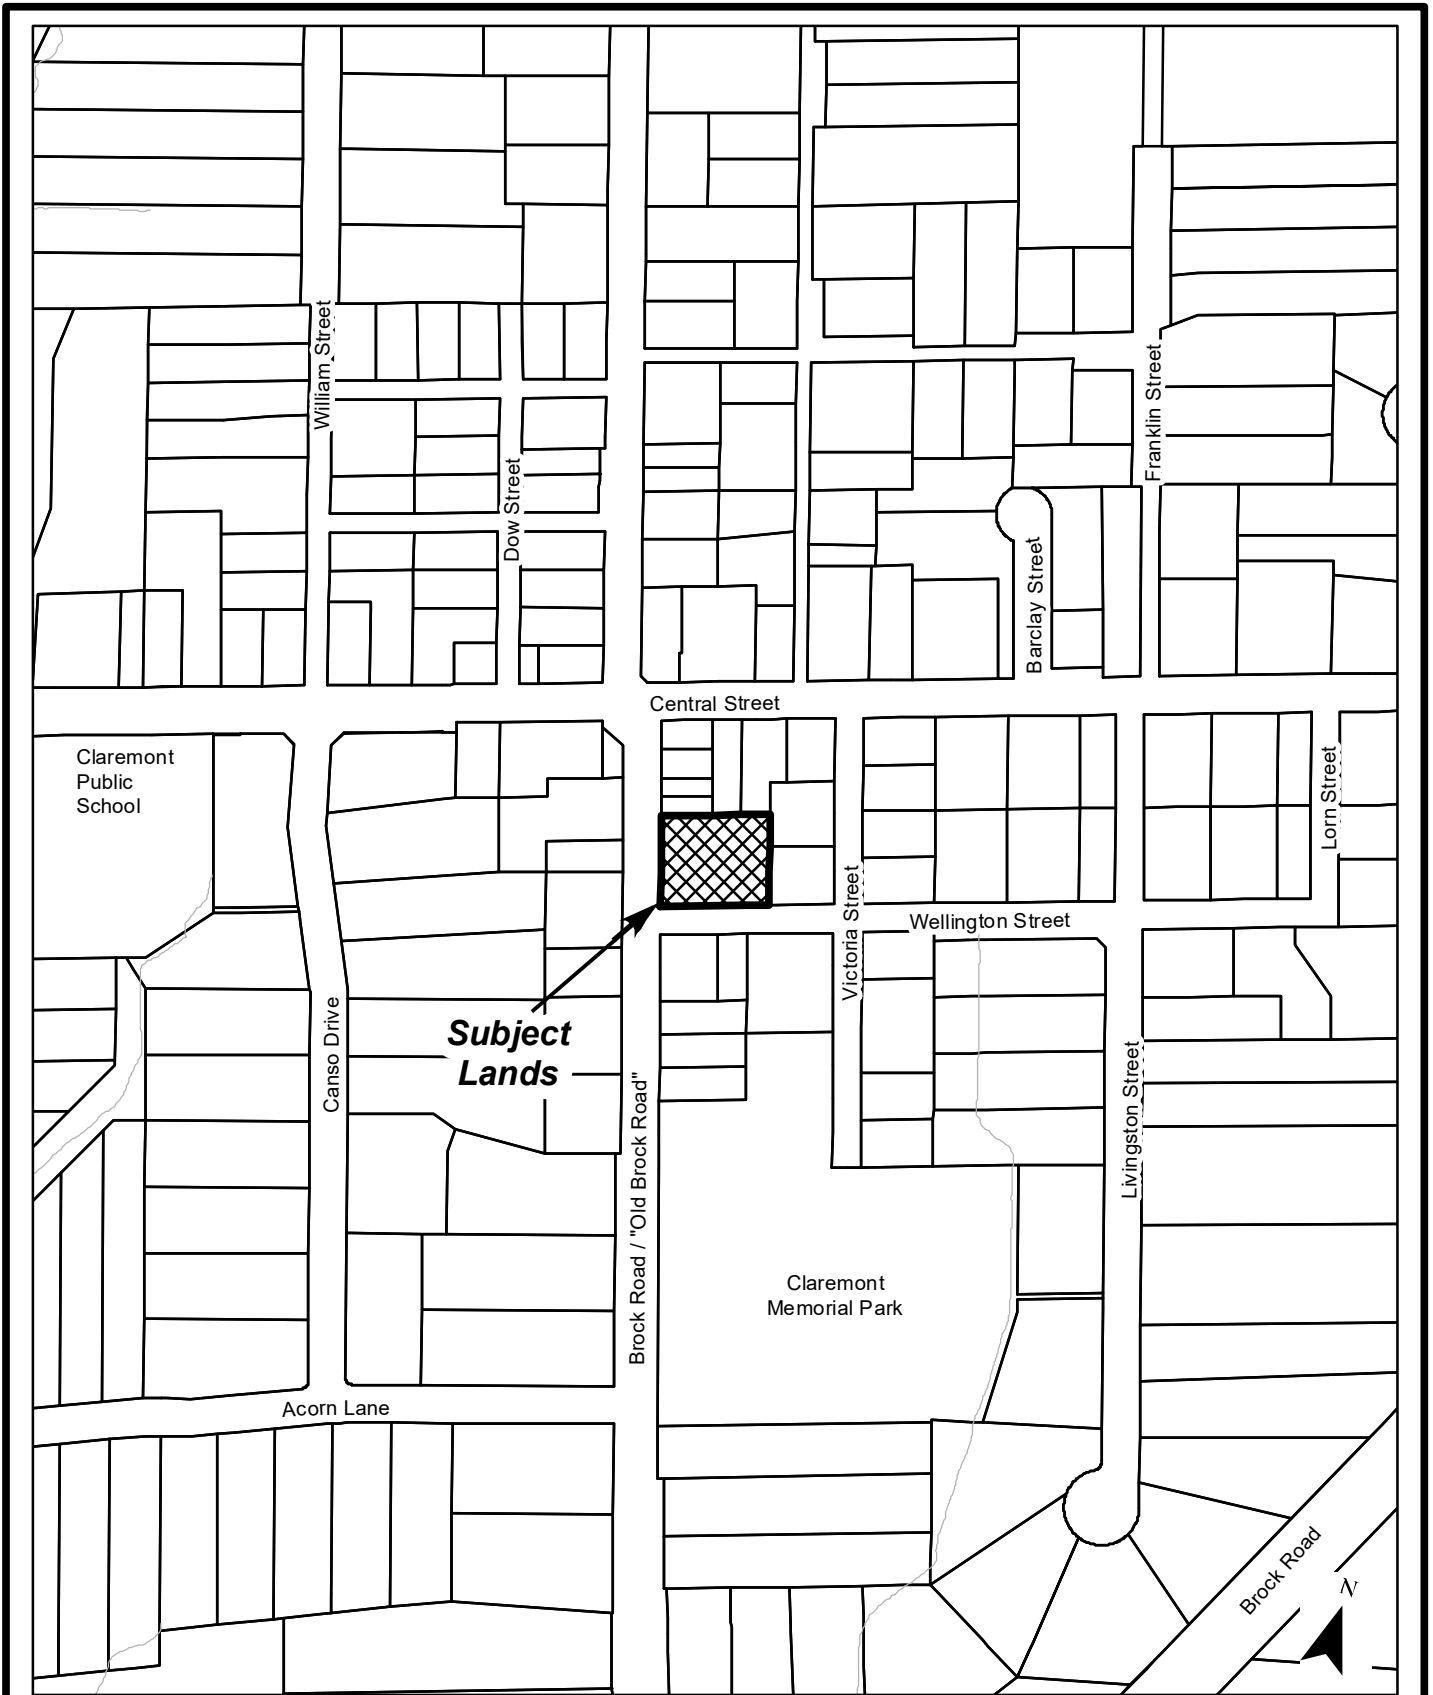 William Street
Franklin Street
Dow Street
Barclay Street
Central Street
Claremont
Public
School
Lorn Street
Victoria Street
Wellington Street
Canso Drive
Subject
Lands
Livingston Street
Brock Road / "Old Brock Road"
Claremont
Memorial Park
Acorn Lane
Brock Road
N